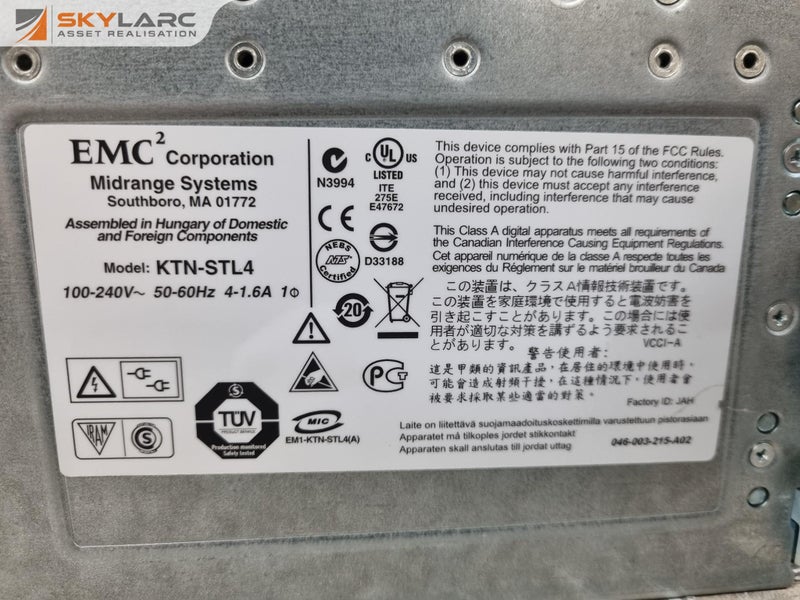 SKYLARC
ASSET REALISATION
EMC² Corporation
Midrange Systems
Southboro, MA 01772
Assembled in Hungary of Domestic
and Foreign Components
Model: KTN-STL4
100-240V~ 50-60Hz 4-1.6A 1Φ
N3994
C UL US
LISTED
ITE
275E
E47672
CE
NEBS
Certified
D33188
20
PG
TRAM
S
TÜV
PRODUCT SERVICE
Production monitored
Safety tested
MIC
EM1-KTN-STL4(A)
This device complies with Part 15 of the FCC Rules.
Operation is subject to the following two conditions:
(1) This device may not cause harmful interference,
and (2) this device must accept any interference
received, including interference that may cause
undesired operation.
This Class A digital apparatus meets all requirements of
the Canadian Interference Causing Equipment Regulations.
Cet appareil numérique de la classe A respecte toutes les
exigences du Réglement sur le matériel brouilleur du Canada
この装置は、クラスA情報技術装置です。
この装置を家庭環境で使用すると電波妨害を
引き起こすことがあります。この場合には使
用者が適切な対策を講ずるよう要求されるこ
とがあります。 VCCI-A
警告使用者:
這是甲類的資訊產品，在居住的環境中使用時，
可能會造成射頻干擾，在這種情況下，使用者會
被要求採取某些適當的對策。
Factory ID: JAH
Laite on liitettävä suojamaadoituskoskettimilla varustettuun pistorasiaan
Apparatet må tilkoples jordet stikkontakt
Apparaten skall anslutas till jordat uttag
046-003-215-A02